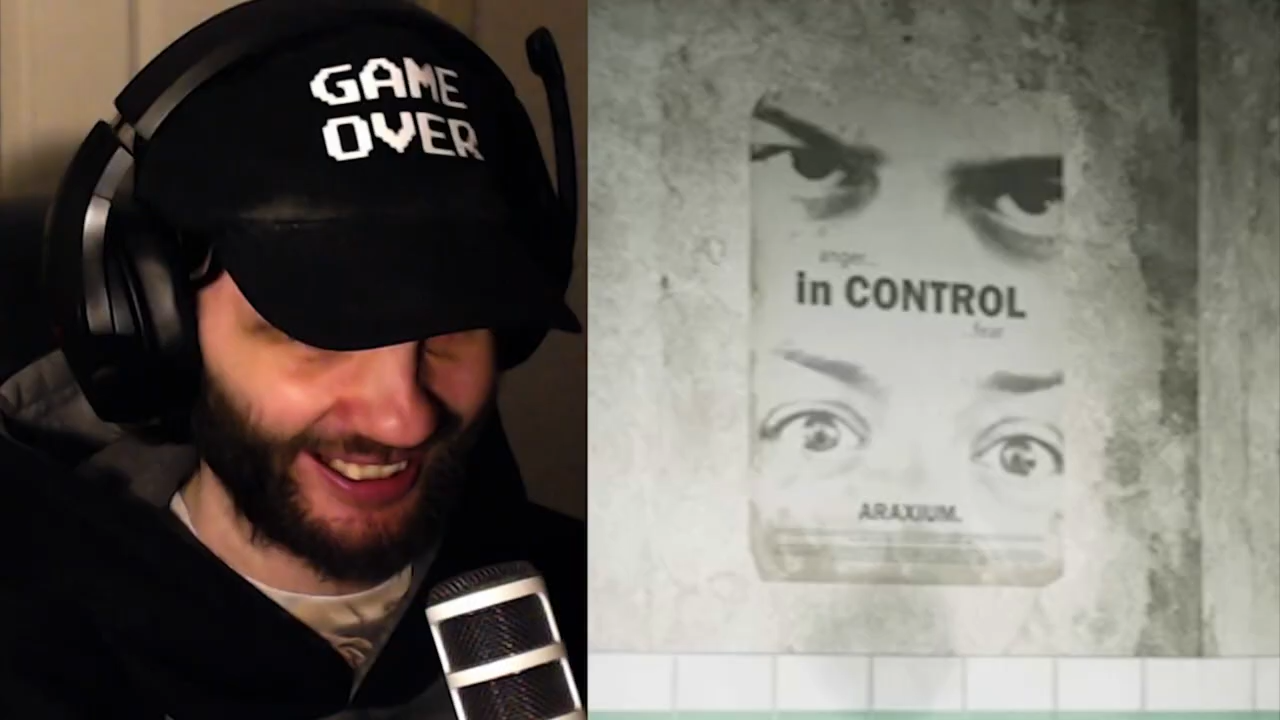 GAME
OVER
anger...
in CONTROL
...fear
ARAXIUM.